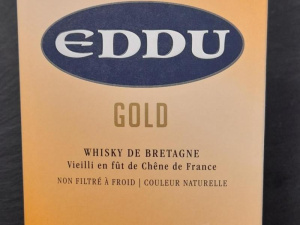 EDDU
GOLD
WHISKY DE BRETAGNE
Vieilli en fût de Chêne de France
NON FILTRÉ À FROID | COULEUR NATURELLE